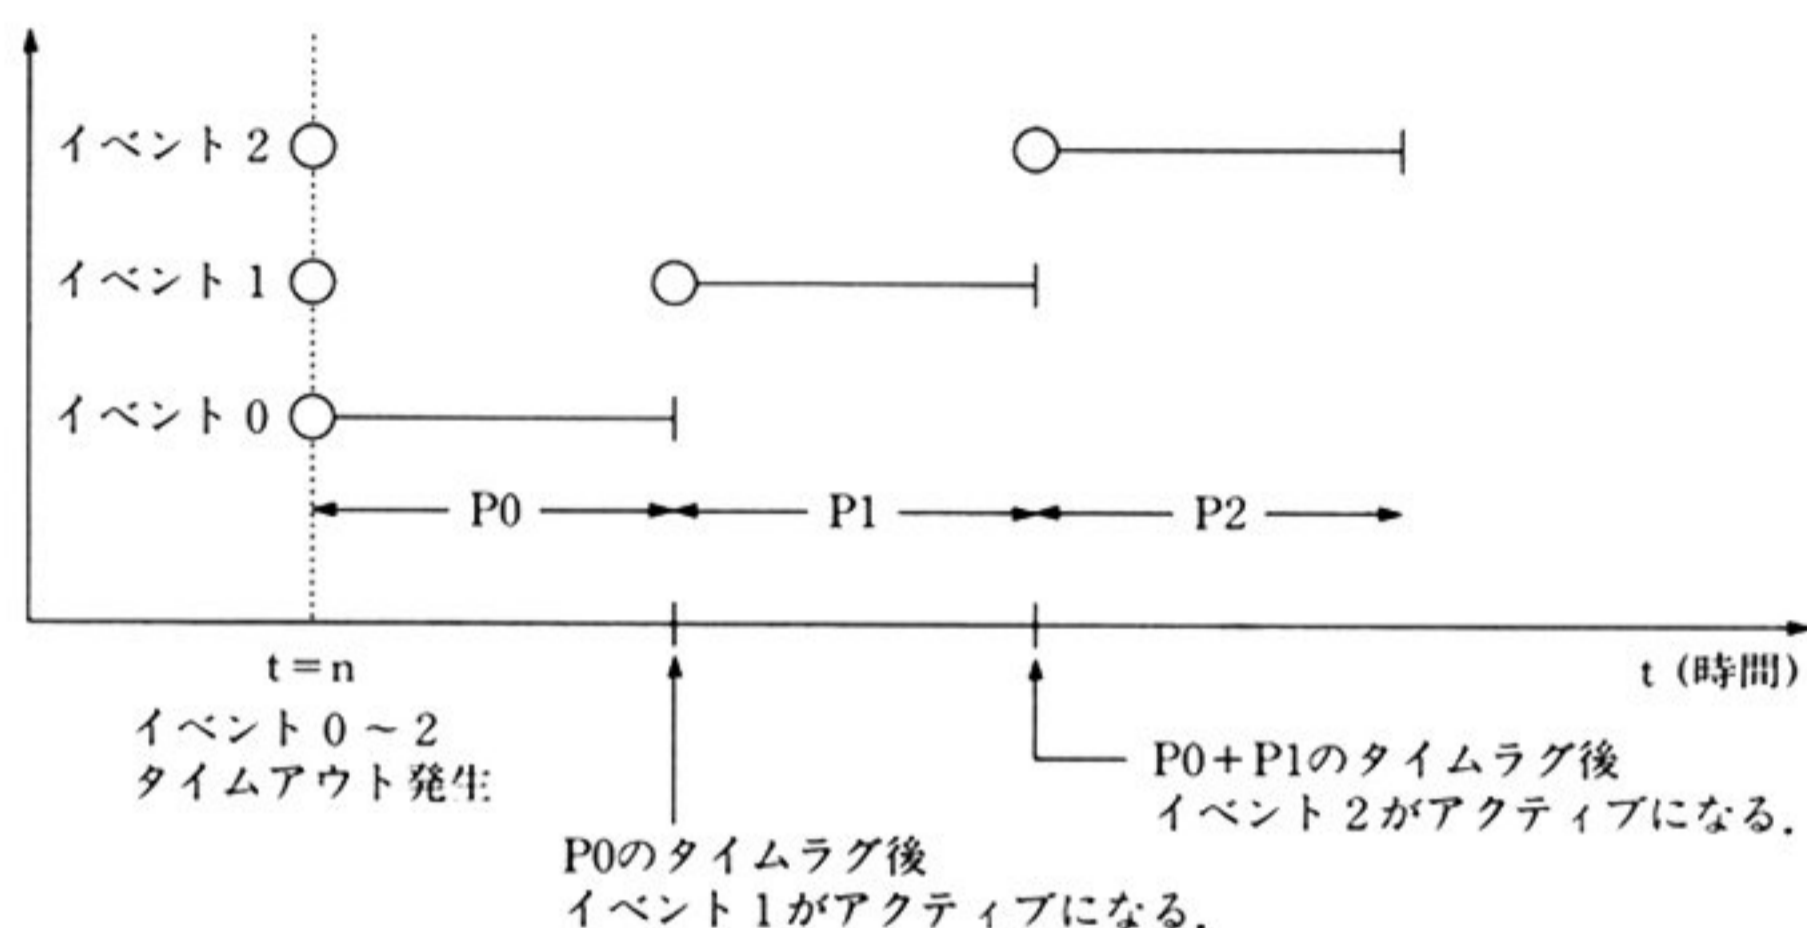 イベント 2
イベント 1
イベント 0
P0
P1
P2
t=n
t (時間)
イベント 0 ~ 2
タイムアウト発生
P0+P1のタイムラグ後
イベント 2がアクティブになる.
P0のタイムラグ後
イベント 1がアクティブになる.